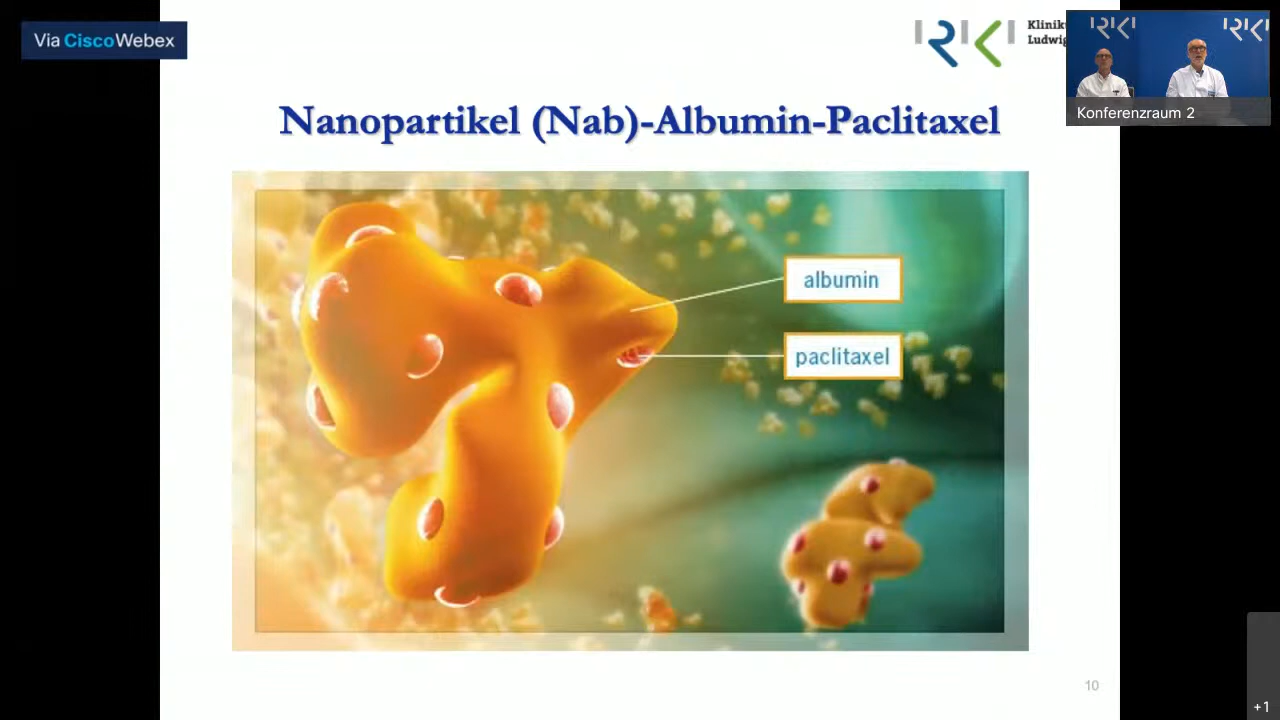 Via Cisco Webex
Klinik
Ludwig
Konferenzraum 2
Nanopartikel (Nab)-Albumin-Paclitaxel
albumin
paclitaxel
10
+1